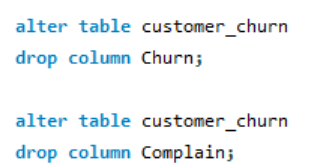 alter table customer_churn
drop column Churn;
alter table customer_churn
drop column Complain;